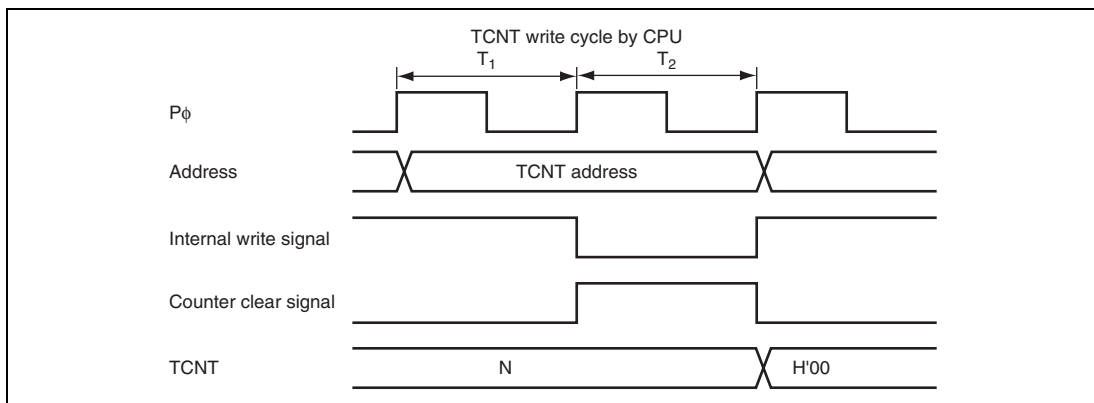 TCNT write cycle by CPU
T₁ T₂
Pϕ
Address TCNT address
Internal write signal
Counter clear signal
TCNT N H'00